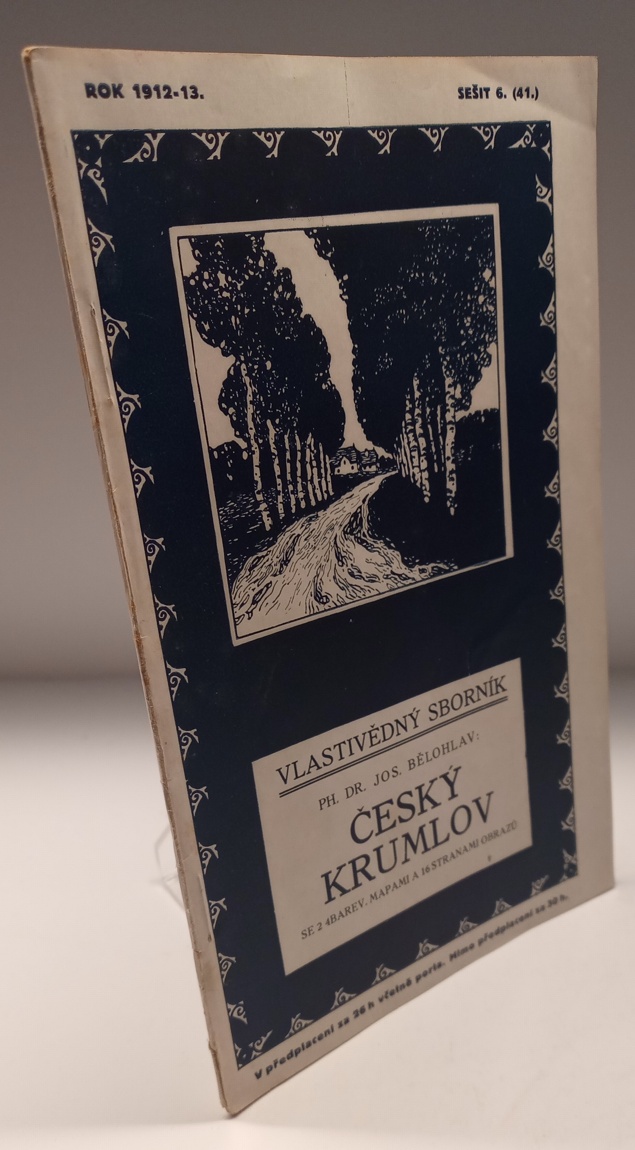 ROK 1912-13.
SEŠIT 6. (41.)
VLASTIVĚDNÝ SBORNÍK
PH. DR. JOS. BĚLOHLAV:
ČESKÝ
KRUMLOV
SE 2 4BAREV. MAPAMI A 16 STRANAMI OBRAZŮ
V předplacení za 26 h včetně porta. Mimo předplacení za 30 h.